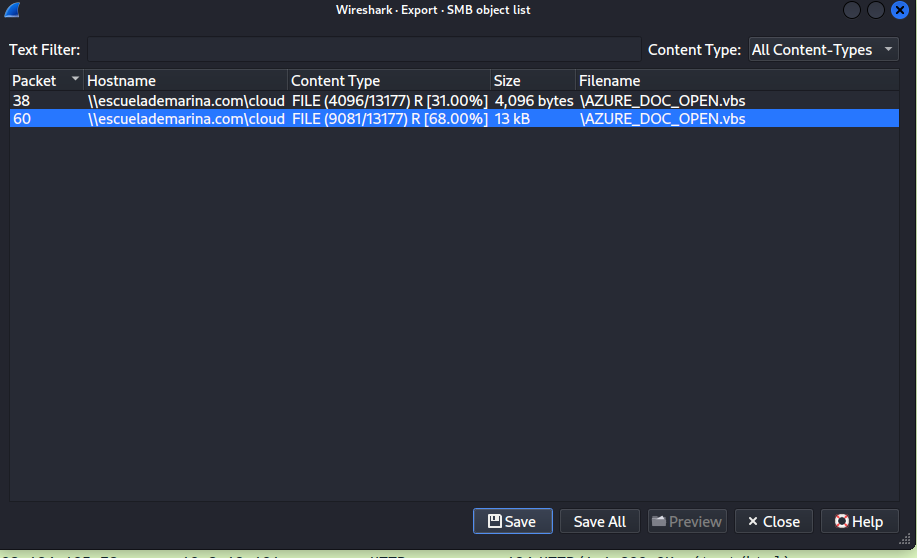 Wireshark · Export · SMB object list
Text Filter: Content Type: All Content-Types
Packet Hostname Content Type Size Filename
38 \\escuelademarina.com\cloud FILE (4096/13177) R [31.00%] 4,096 bytes \AZURE_DOC_OPEN.vbs
60 \\escuelademarina.com\cloud FILE (9081/13177) R [68.00%] 13 kB \AZURE_DOC_OPEN.vbs
Save Save All Preview Close Help